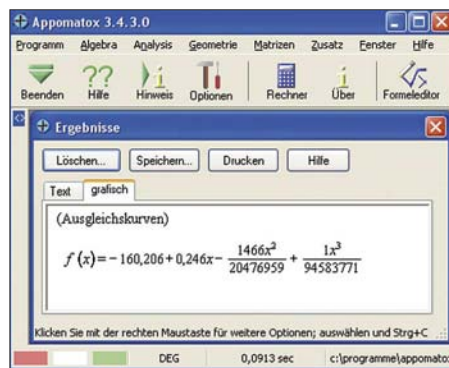 Appomatox 3.4.3.0
Programm Algebra Analysis Geometrie Matrizen Zusatz Fenster Hilfe
Beenden Hilfe Hinweis Optionen Rechner Über Formeleditor
Ergebnisse
Löschen... Speichern... Drucken Hilfe
Text grafisch
(Ausgleichskurven)
f(x)=-160,206+0,246x-1466x²/20476959+1x³/94583771
Klicken Sie mit der rechten Maustaste für weitere Optionen; auswählen und Strg+C
DEG 0,0913 sec c:\programme\appomatox